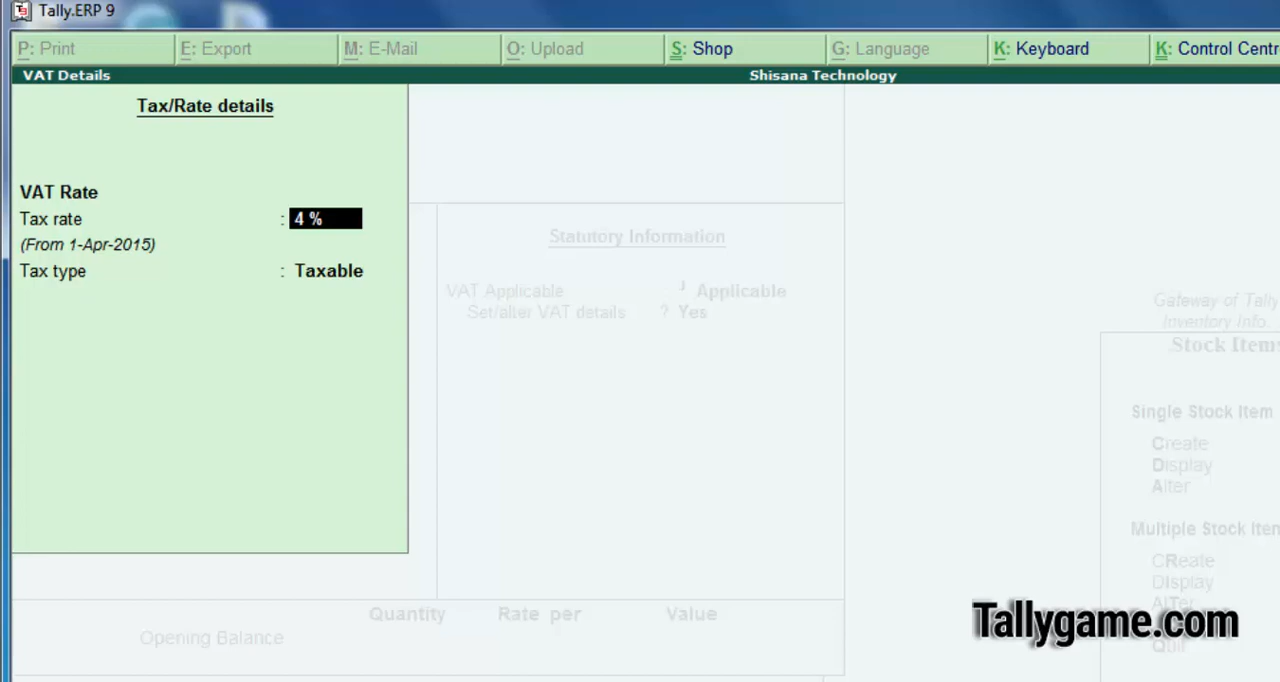 Tally.ERP 9
P: Print E: Export M: E-Mail O: Upload S: Shop G: Language K: Keyboard K: Control Centr
VAT Details Shisana Technology
Tax/Rate details
VAT Rate
Tax rate : 4 %
(From 1-Apr-2015)
Tax type : Taxable
Statutory Information
VAT Applicable ┘ Applicable
Set/alter VAT details ? Yes
Gateway of Tally
Inventory Info.
Stock Items
Single Stock Item
Create
Display
Alter
Multiple Stock Item
CReate
DIsplay
AlTer
Quit
Quantity Rate per Value
Opening Balance
Tallygame.com